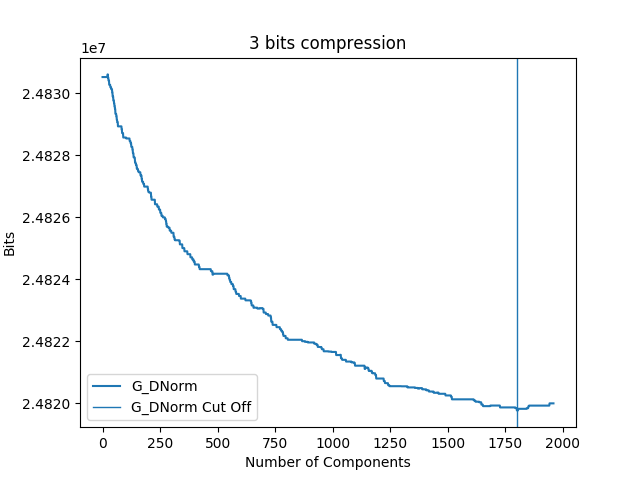 3 bits compression
1e7
2.4830
2.4828
2.4826
2.4824
2.4822
2.4820
Bits
G_DNorm
G_DNorm Cut Off
0 250 500 750 1000 1250 1500 1750 2000
Number of Components